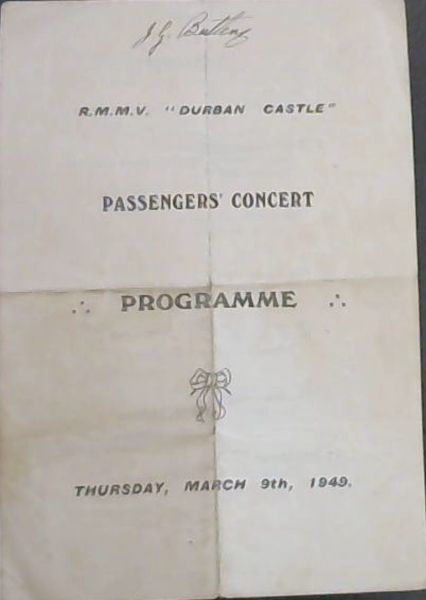 J G.
R.M.M.V. "DURBAN CASTLE"
PASSENGERS' CONCERT
∴ PROGRAMME ∴
THURSDAY, MARCH 9th, 1949.